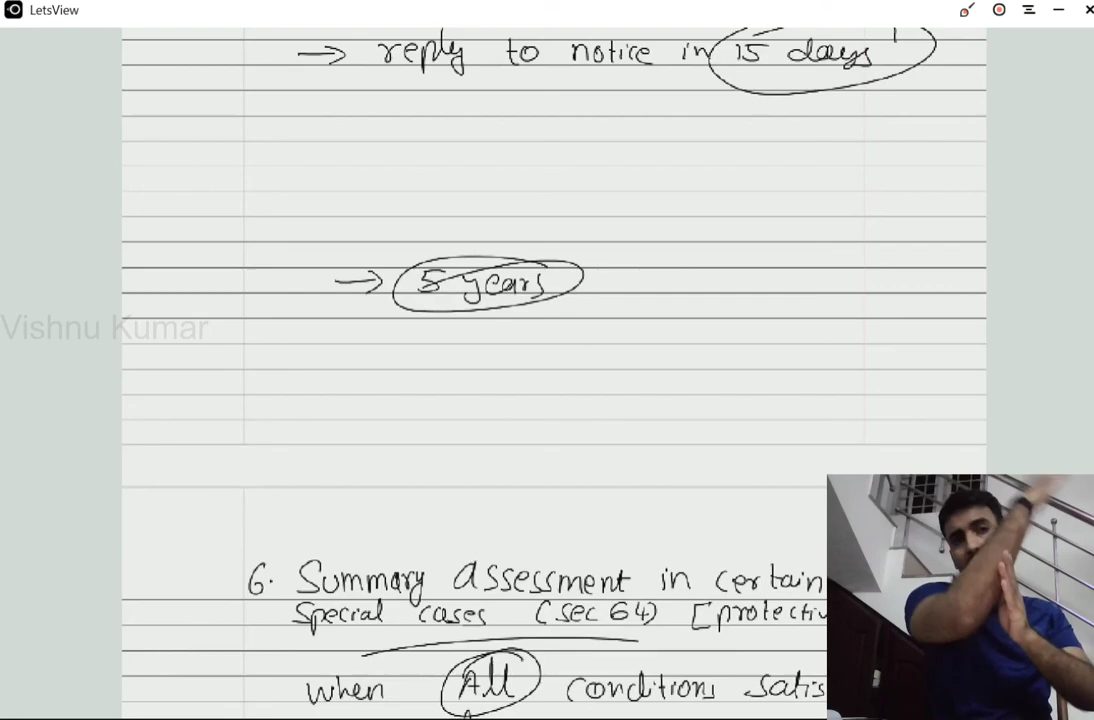 LetsView
→ reply to notice in 15 days
→ 5 years
Vishnu Kumar
6. Summary Assessment in certain
special cases (sec 64) [protectiv
when All conditions satis